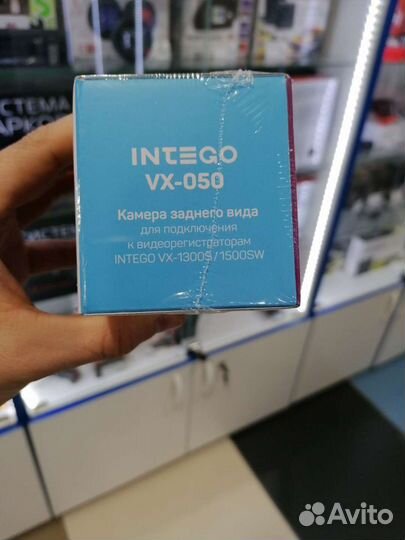 INTEGO
VX-050
Камера заднего вида
для подключения
к видеорегистраторам
INTEGO VX-1300S/1500SW
Avito